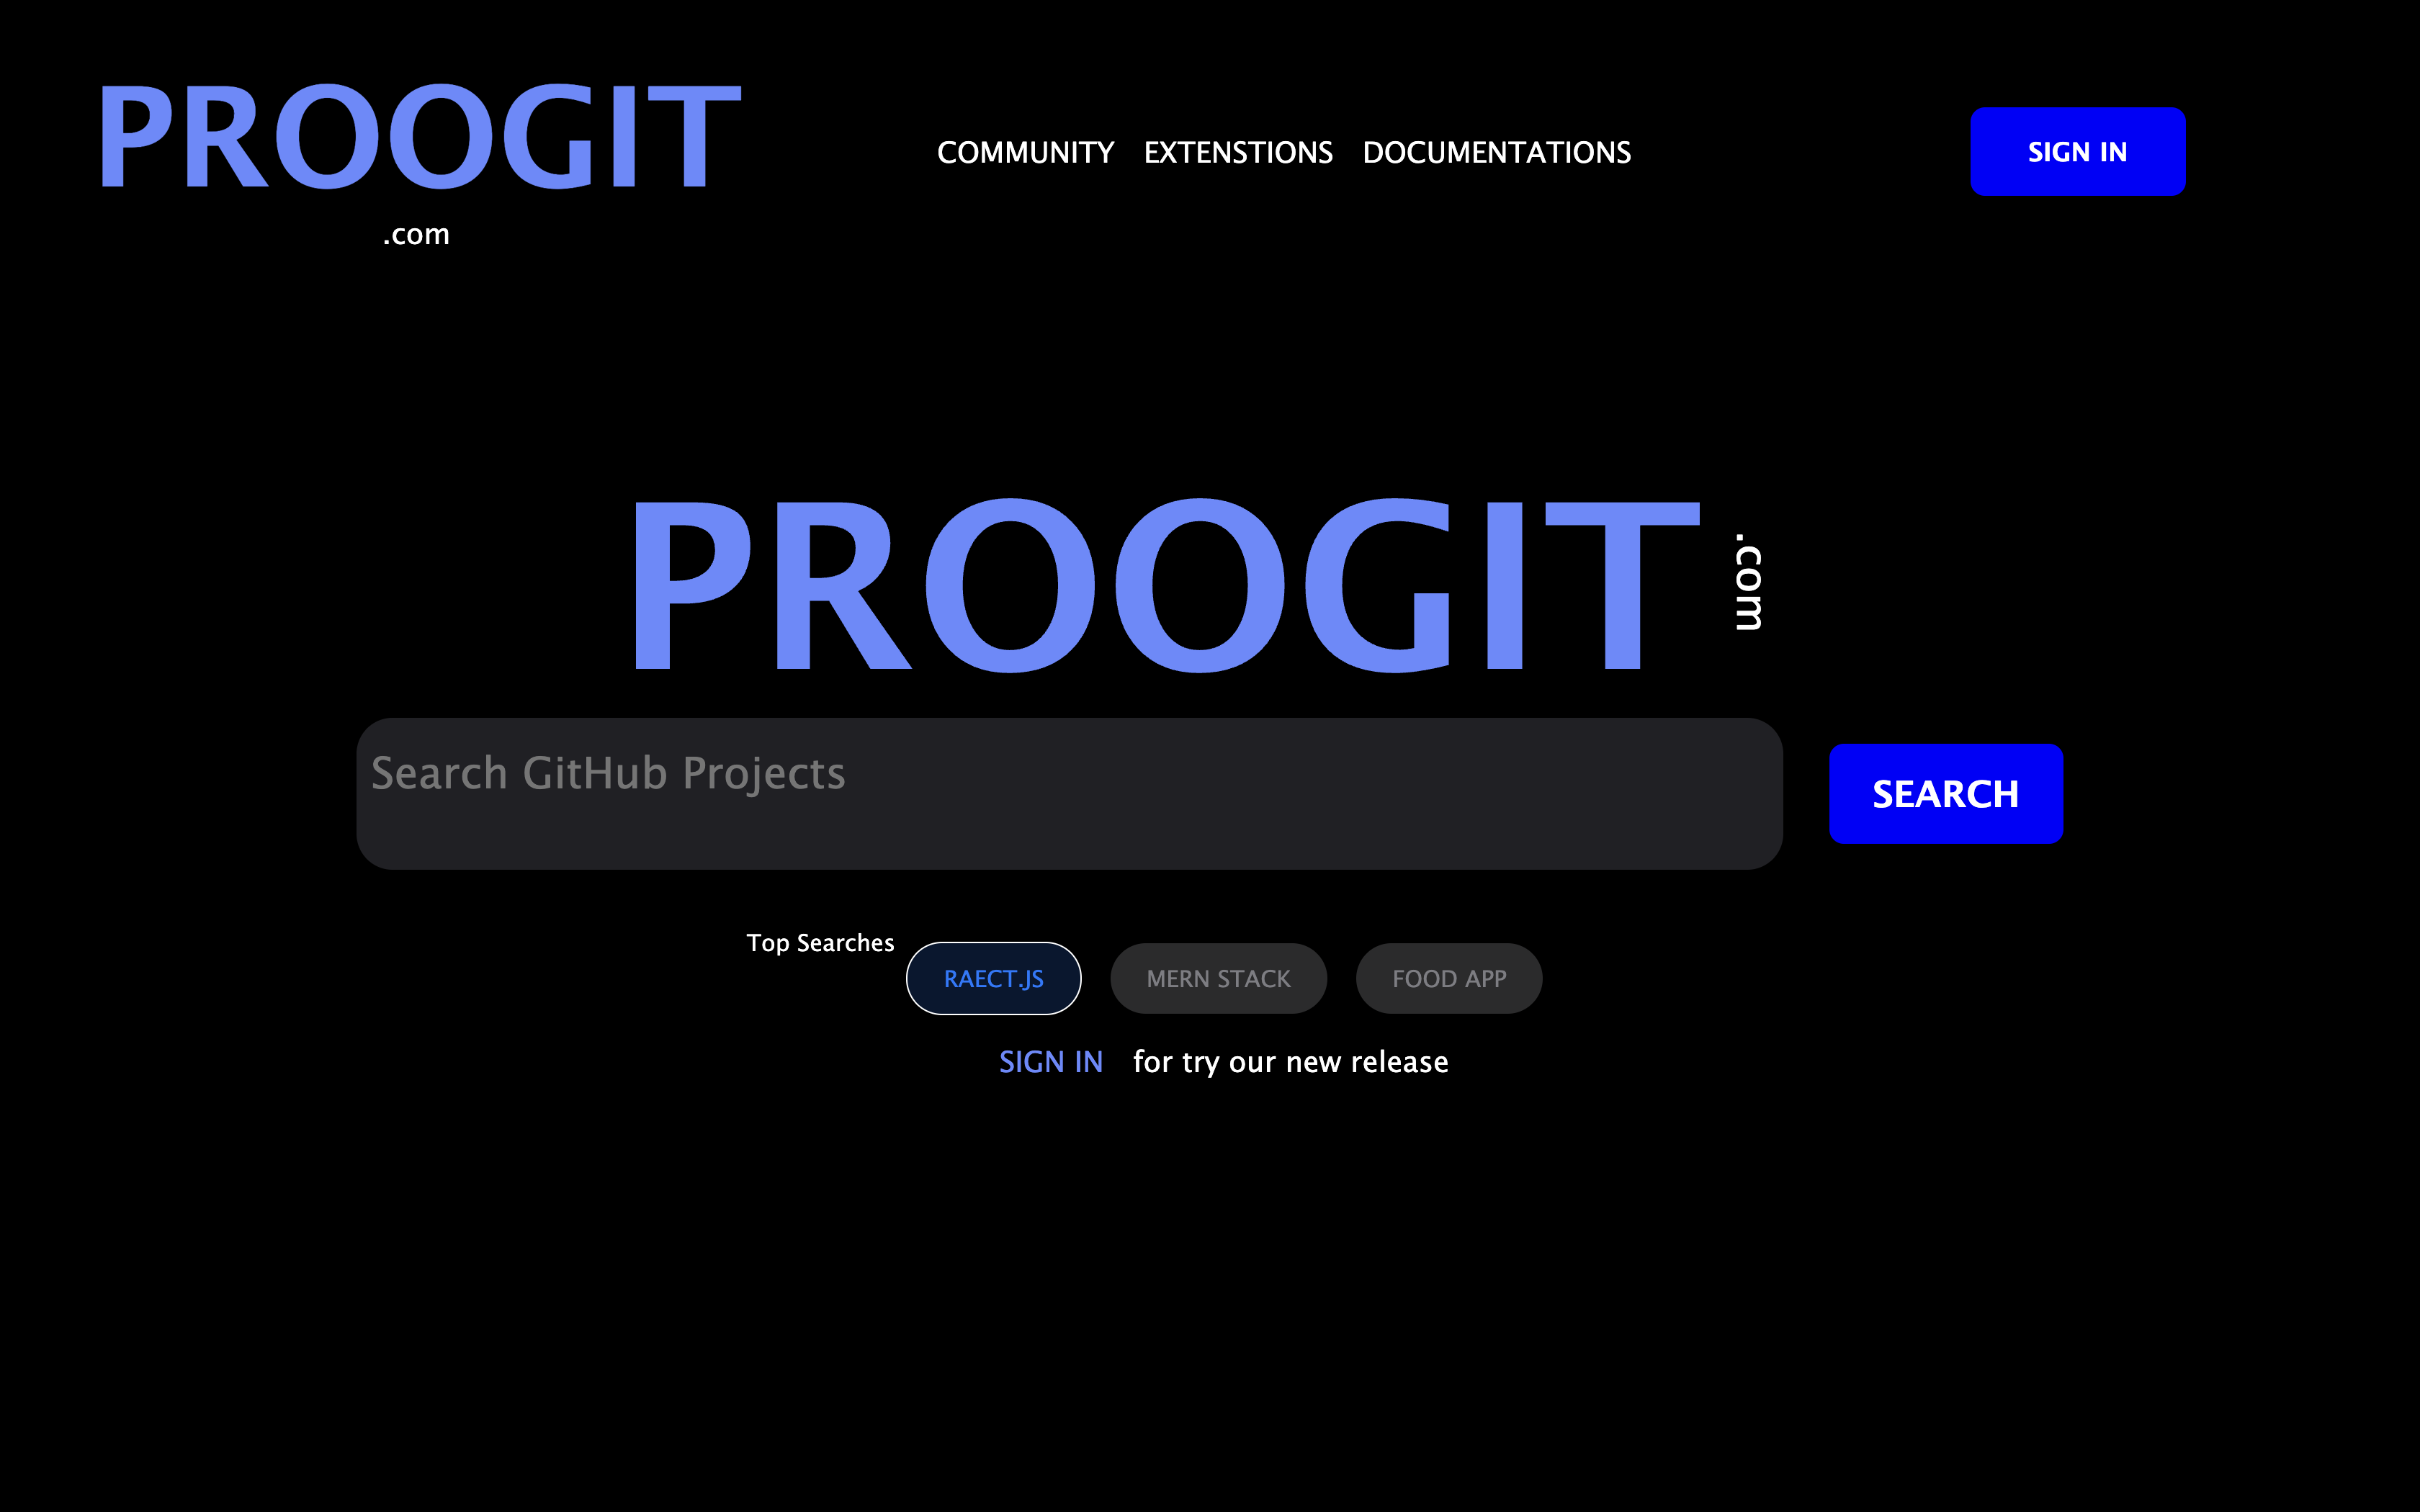 PROOGIT
.com
COMMUNITY EXTENSTIONS DOCUMENTATIONS
SIGN IN
PROOGIT
.com
Search GitHub Projects
SEARCH
Top Searches
RAECT.JS
MERN STACK
FOOD APP
SIGN IN for try our new release